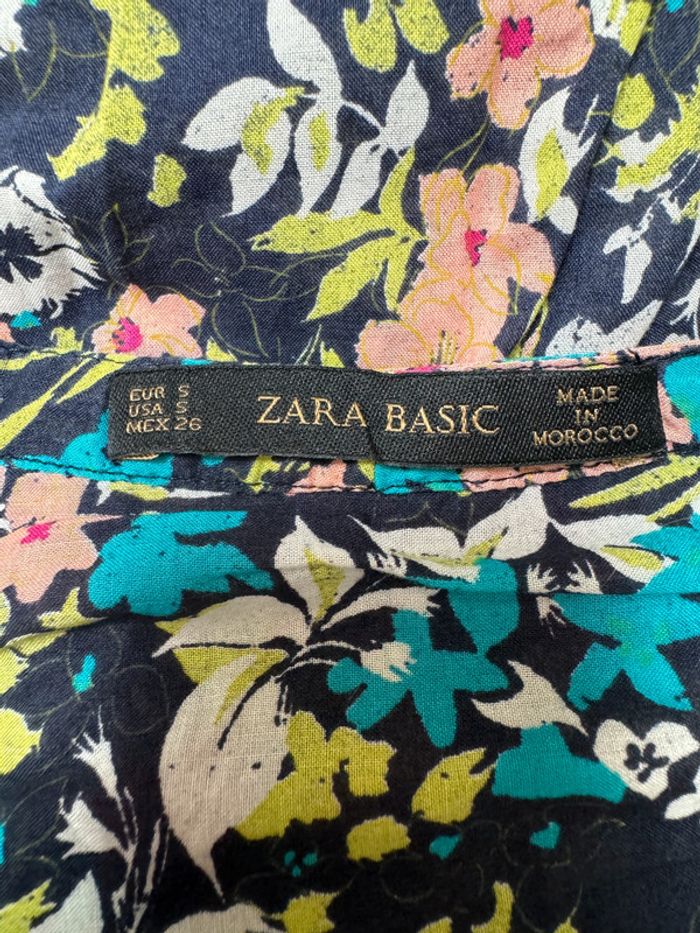 EUR S
USA S
MEX 26
ZARA BASIC
MADE
IN
MOROCCO